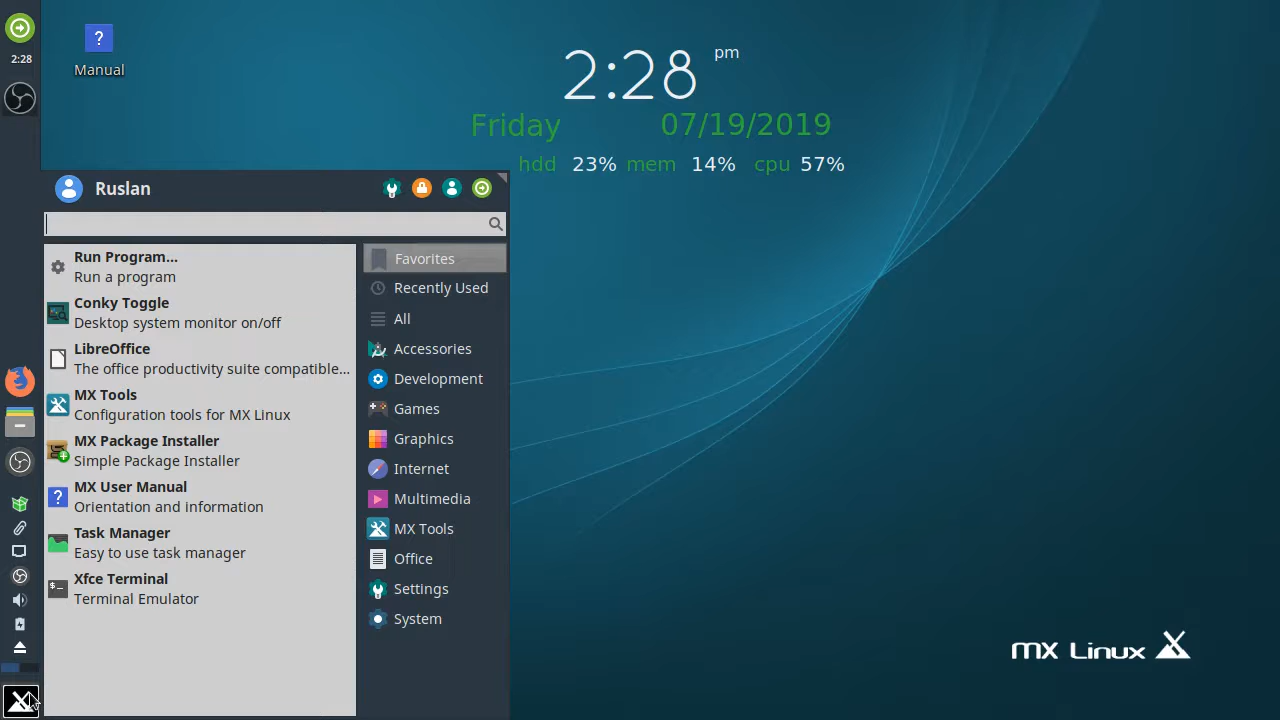 2:28
Manual
2:28 pm
Friday 07/19/2019
hdd 23% mem 14% cpu 57%
Ruslan
Run Program...
Run a program
Conky Toggle
Desktop system monitor on/off
LibreOffice
The office productivity suite compatible...
MX Tools
Configuration tools for MX Linux
MX Package Installer
Simple Package Installer
MX User Manual
Orientation and information
Task Manager
Easy to use task manager
Xfce Terminal
Terminal Emulator
Favorites
Recently Used
All
Accessories
Development
Games
Graphics
Internet
Multimedia
MX Tools
Office
Settings
System
MX Linux